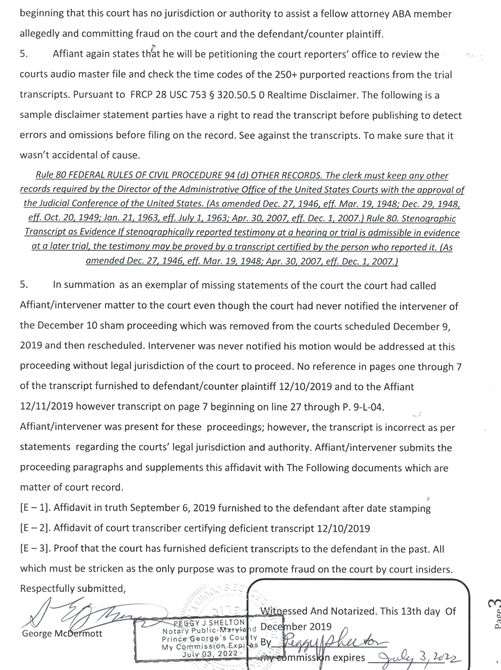 beginning that this court has no jurisdiction or authority to assist a fellow attorney ABA member
allegedly and committing fraud on the court and the defendant/counter plaintiff.
5. Affiant again states that he will be petitioning the court reporters' office to review the
courts audio master file and check the time codes of the 250+ purported reactions from the trial
transcripts. Pursuant to FRCP 28 USC 753 § 320.50.5 0 Realtime Disclaimer. The following is a
sample disclaimer statement parties have a right to read the transcript before publishing to detect
errors and omissions before filing on the record. See against the transcripts. To make sure that it
wasn't accidental of cause.
Rule 80 FEDERAL RULES OF CIVIL PROCEDURE 94 (d) OTHER RECORDS. The clerk must keep any other
records required by the Director of the Administrative Office of the United States Courts with the approval of
the Judicial Conference of the United States. (As amended Dec. 27, 1946, eff. Mar. 19, 1948; Dec. 29, 1948,
eff. Oct. 20, 1949; Jan. 21, 1963, eff. July 1, 1963; Apr. 30, 2007, eff. Dec. 1, 2007.) Rule 80. Stenographic
Transcript as Evidence If stenographically reported testimony at a hearing or trial is admissible in evidence
at a later trial, the testimony may be proved by a transcript certified by the person who reported it. (As
amended Dec. 27, 1946, eff. Mar. 19, 1948; Apr. 30, 2007, eff. Dec. 1, 2007.)
5. In summation as an exemplar of missing statements of the court the court had called
Affiant/intervener matter to the court even though the court had never notified the intervener of
the December 10 sham proceeding which was removed from the courts scheduled December 9,
2019 and then rescheduled. Intervener was never notified his motion would be addressed at this
proceeding without legal jurisdiction of the court to proceed. No reference in pages one through 7
of the transcript furnished to defendant/counter plaintiff 12/10/2019 and to the Affiant
12/11/2019 however transcript on page 7 beginning on line 27 through P. 9-L-04.
Affiant/intervener was present for these proceedings; however, the transcript is incorrect as per
statements regarding the courts' legal jurisdiction and authority. Affiant/intervener submits the
proceeding paragraphs and supplements this affidavit with The Following documents which are
matter of court record.
[E – 1]. Affidavit in truth September 6, 2019 furnished to the defendant after date stamping
[E – 2]. Affidavit of court transcriber certifying deficient transcript 12/10/2019
[E – 3]. Proof that the court has furnished deficient transcripts to the defendant in the past. All
which must be stricken as the only purpose was to promote fraud on the court by court insiders.
Respectfully submitted,
George McDermott
PEGGY J SHELTON
Notary Public-Maryland
Prince George's County
My Commission Expires
July 03, 2022
Witnessed And Notarized. This 13th day Of
December 2019
By Peggy Shelton
my commission expires July 3, 2022
Page 3